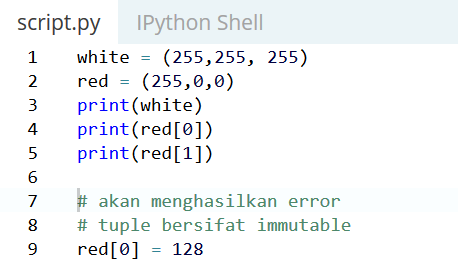 script.py IPython Shell
1 white = (255,255, 255)
2 red = (255,0,0)
3 print(white)
4 print(red[0])
5 print(red[1])
6
7 # akan menghasilkan error
8 # tuple bersifat immutable
9 red[0] = 128